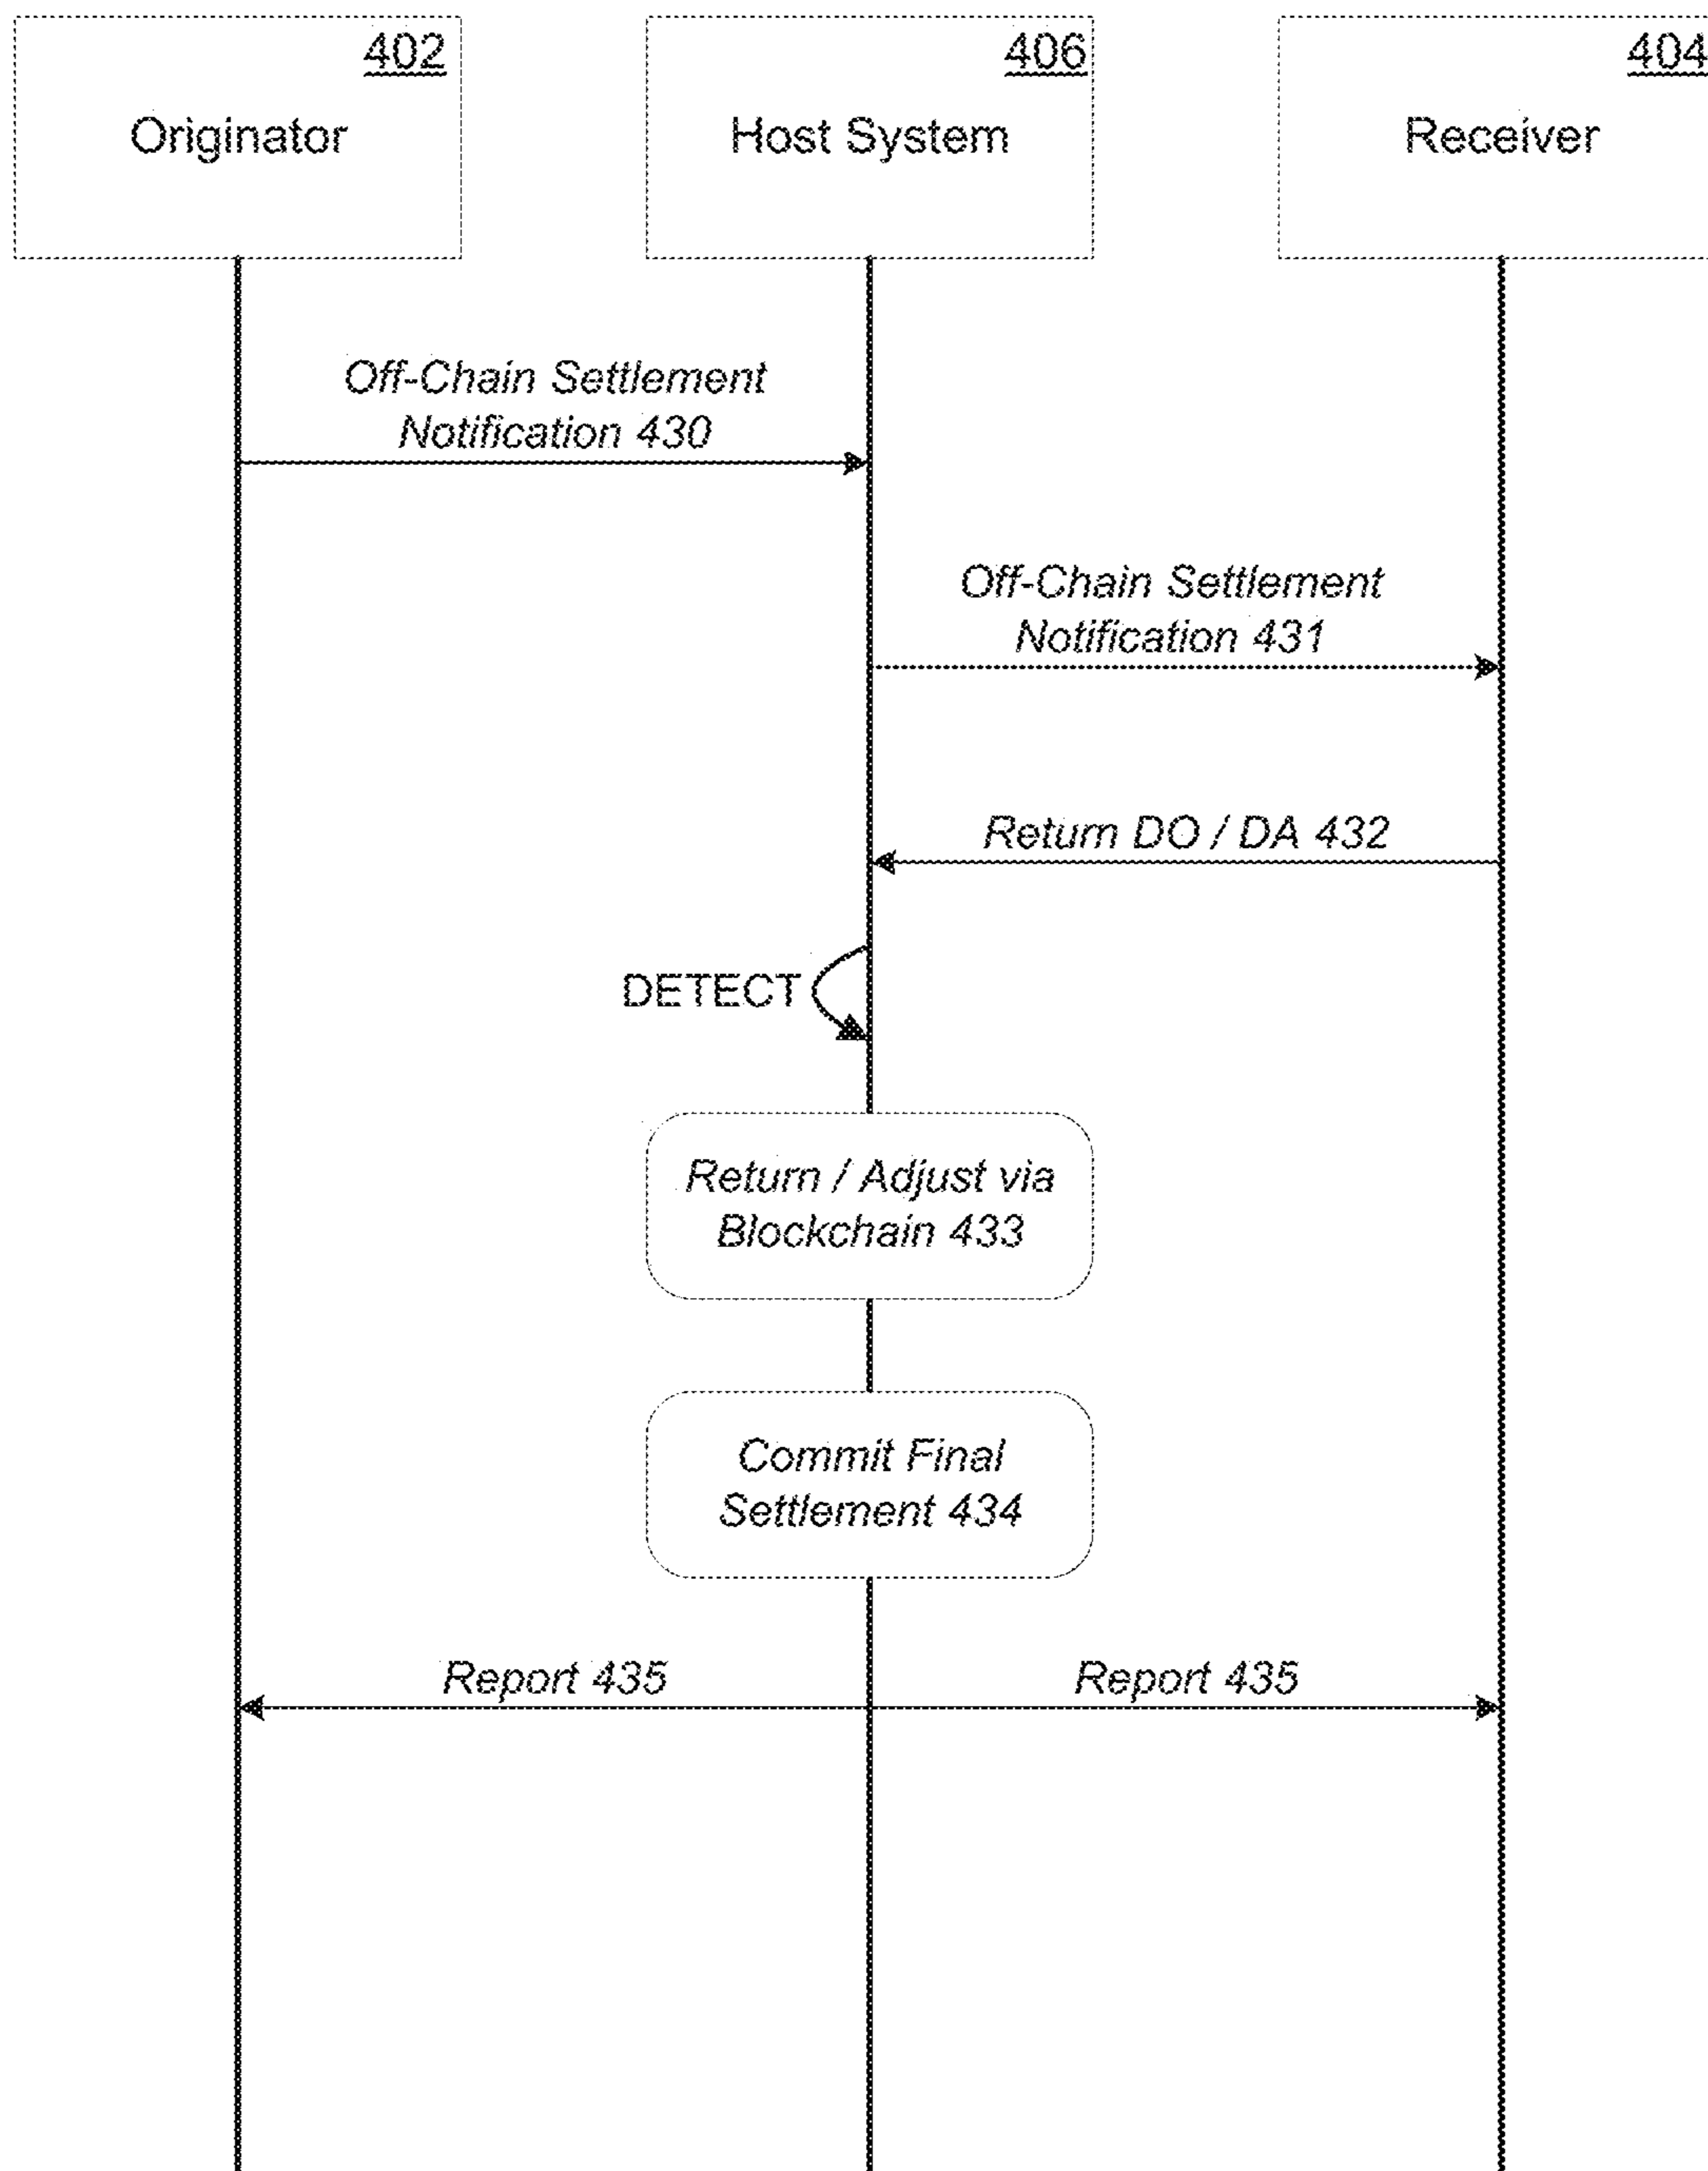 402
Originator
406
Host System
404
Receiver
Off-Chain Settlement
Notification 430
Off-Chain Settlement
Notification 431
Return DO / DA 432
DETECT
Return / Adjust via
Blockchain 433
Commit Final
Settlement 434
Report 435
Report 435